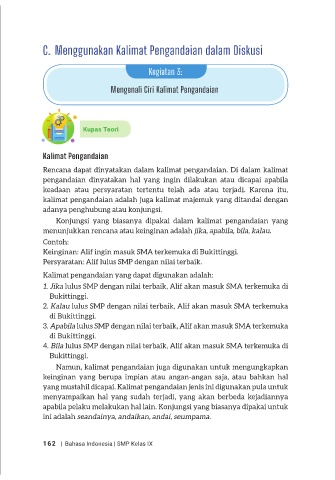 C. Menggunakan Kalimat Pengandaian dalam Diskusi
Kegiatan 3:
Mengenali Ciri Kalimat Pengandaian
Kupas Teori
Kalimat Pengandaian
Rencana dapat dinyatakan dalam kalimat pengandaian. Di dalam kalimat
pengandaian dinyatakan hal yang ingin dilakukan atau dicapai apabila
keadaan atau persyaratan tertentu telah ada atau terjadi. Karena itu,
kalimat pengandaian adalah juga kalimat majemuk yang ditandai dengan
adanya penghubung atau konjungsi.
Konjungsi yang biasanya dipakai dalam kalimat pengandaian yang
menunjukkan rencana atau keinginan adalah jika, apabila, bila, kalau.
Contoh:
Keinginan: Alif ingin masuk SMA terkemuka di Bukittinggi.
Persyaratan: Alif lulus SMP dengan nilai terbaik.
Kalimat pengandaian yang dapat digunakan adalah:
1. Jika lulus SMP dengan nilai terbaik, Alif akan masuk SMA terkemuka di
Bukittinggi.
2. Kalau lulus SMP dengan nilai terbaik, Alif akan masuk SMA terkemuka
di Bukittinggi.
3. Apabila lulus SMP dengan nilai terbaik, Alif akan masuk SMA terkemuka
di Bukittinggi.
4. Bila lulus SMP dengan nilai terbaik, Alif akan masuk SMA terkemuka di
Bukittinggi.
Namun, kalimat pengandaian juga digunakan untuk mengungkapkan
keinginan yang berupa impian atau angan-angan saja, atau bahkan hal
yang mustahil dicapai. Kalimat pengandaian jenis ini digunakan pula untuk
menyampaikan hal yang sudah terjadi, yang akan berbeda kejadiannya
apabila pelaku melakukan hal lain. Konjungsi yang biasanya dipakai untuk
ini adalah seandainya, andaikan, andai, seumpama.
162 | Bahasa Indonesia | SMP Kelas IX